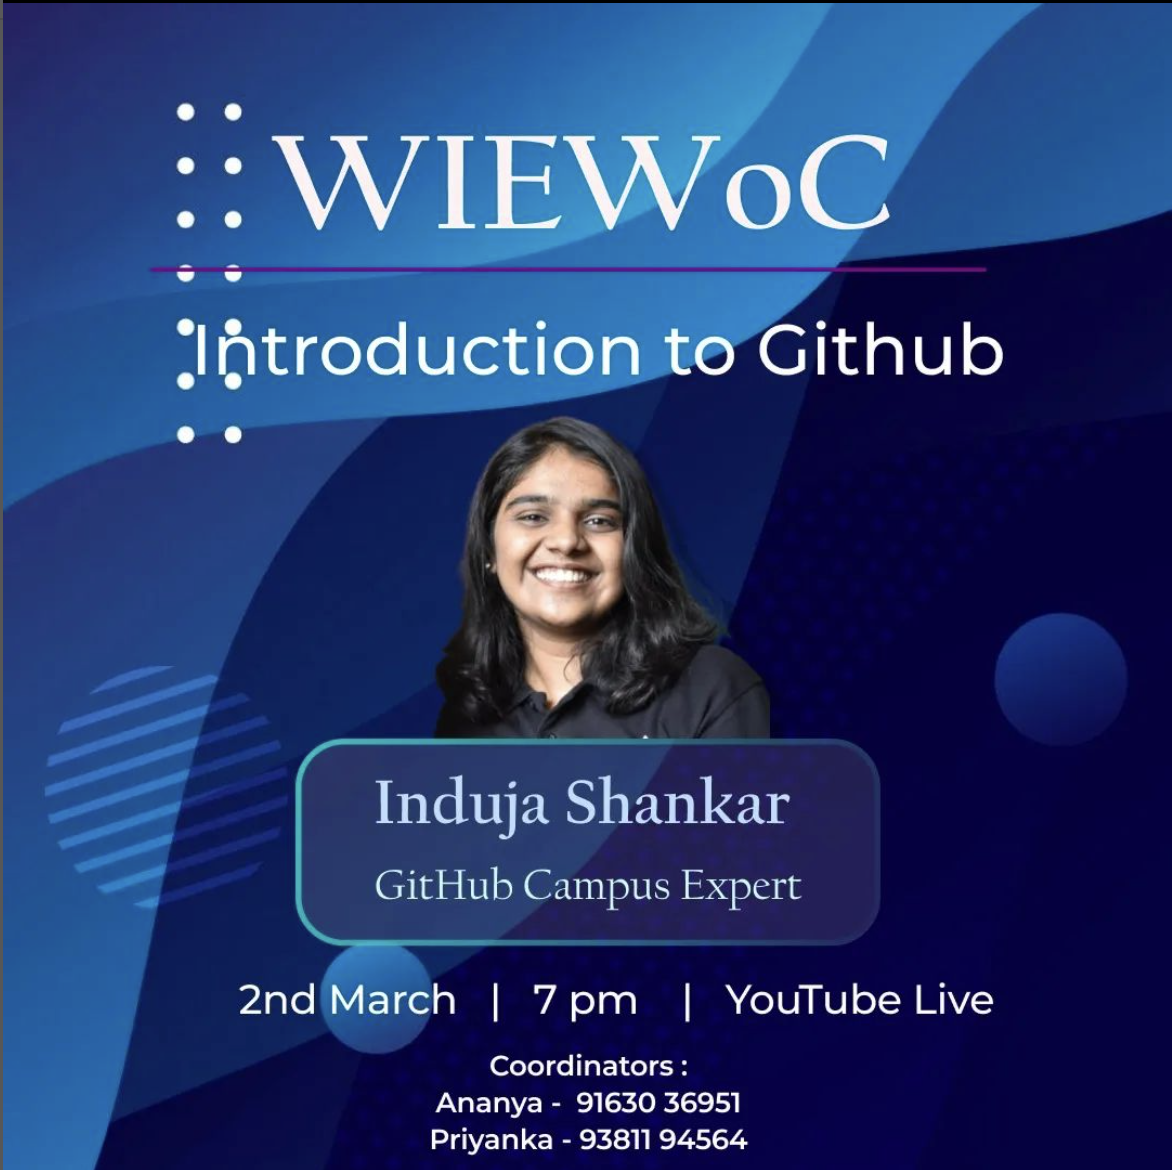 WIEWoC
Introduction to Github
Induja Shankar
GitHub Campus Expert
2nd March | 7 pm | YouTube Live
Coordinators :
Ananya - 91630 36951
Priyanka - 93811 94564